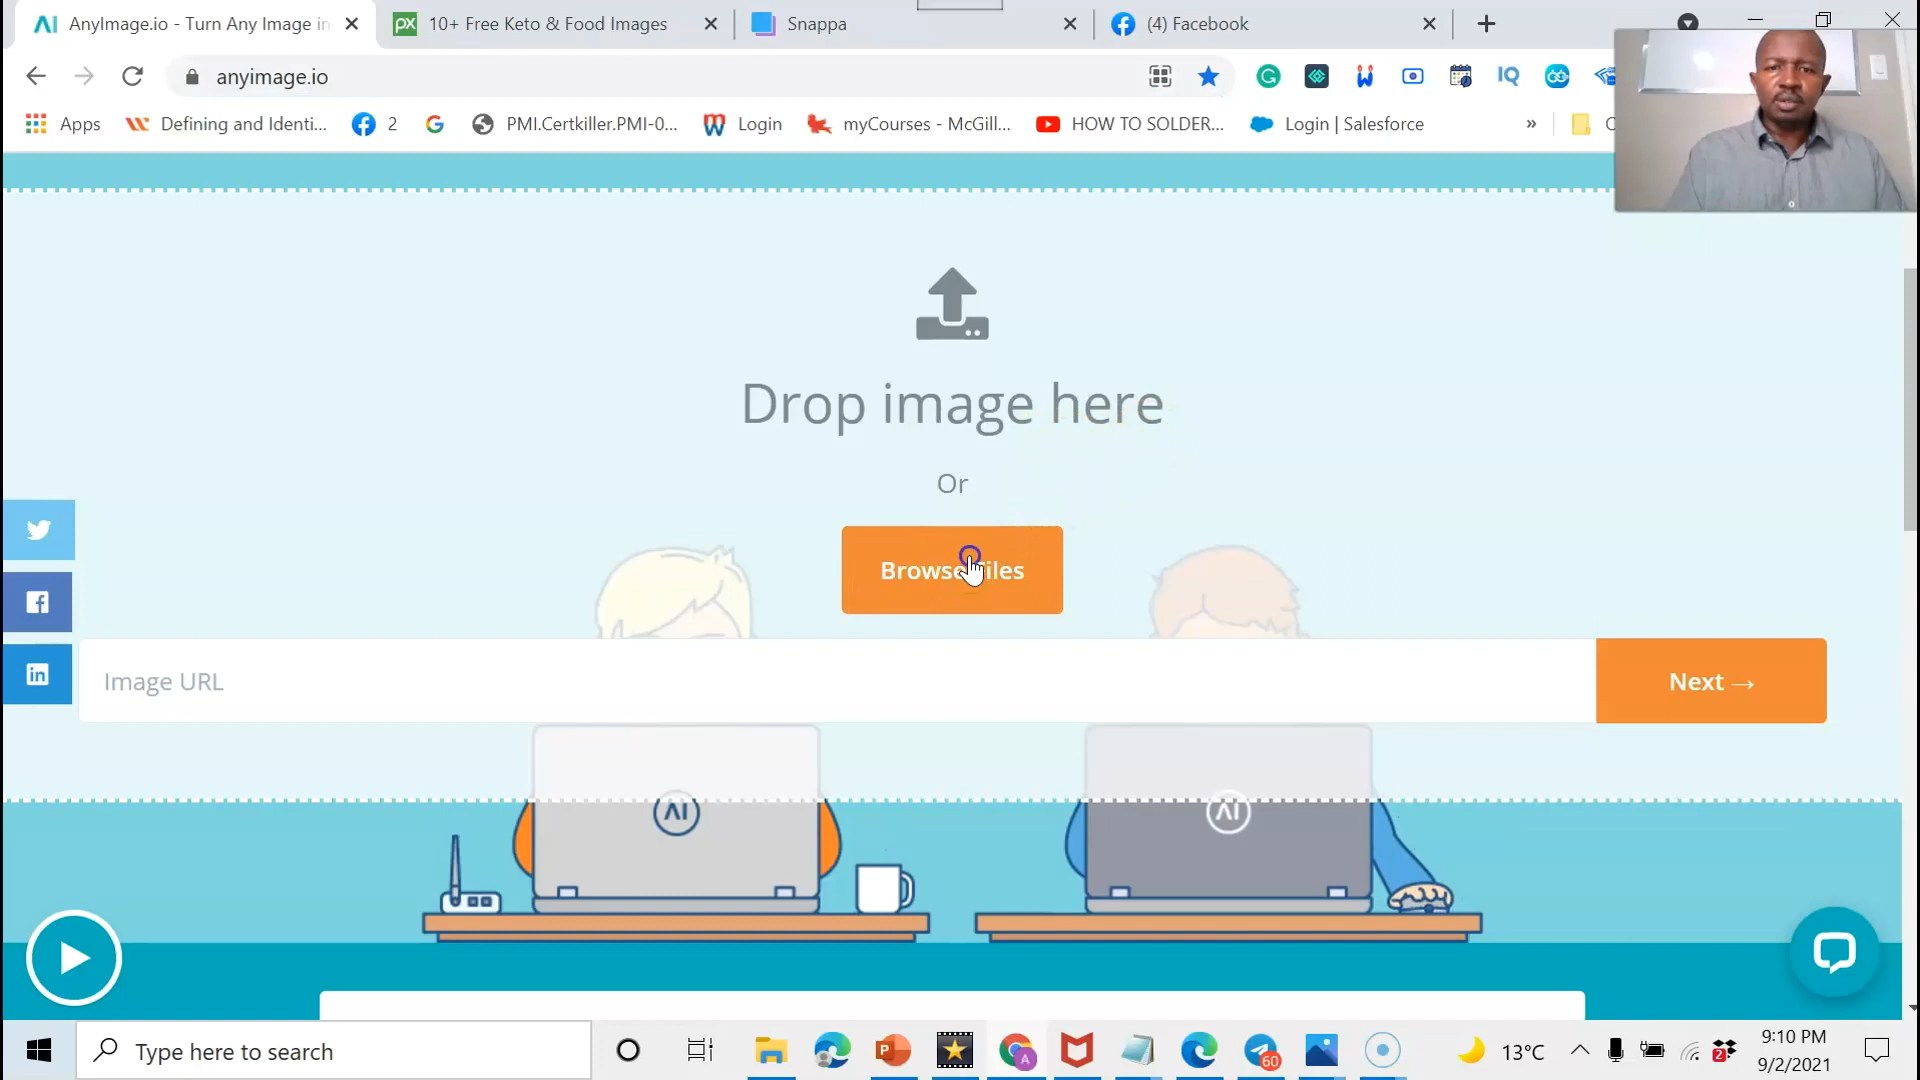 AnyImage.io - Turn Any Image in
10+ Free Keto & Food Images
Snappa
(4) Facebook
anyimage.io
Apps
Defining and Identi...
2
PMI.Certkiller.PMI-0...
Login
myCourses - McGill...
HOW TO SOLDER...
Login | Salesforce
»
Drop image here
Or
Browse Files
Image URL
Next →
Type here to search
60
13°C
2
9:10 PM
9/2/2021